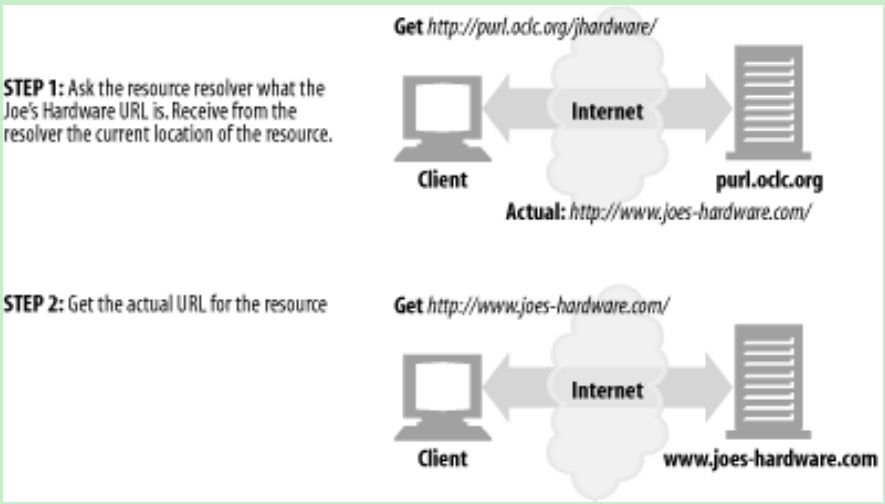 Get http://purl.oclc.org/jhardware/
STEP 1: Ask the resource resolver what the
Joe's Hardware URL is. Receive from the
resolver the current location of the resource.
Internet
Client
purl.oclc.org
Actual: http://www.joes-hardware.com/
STEP 2: Get the actual URL for the resource
Get http://www.joes-hardware.com/
Internet
Client
www.joes-hardware.com